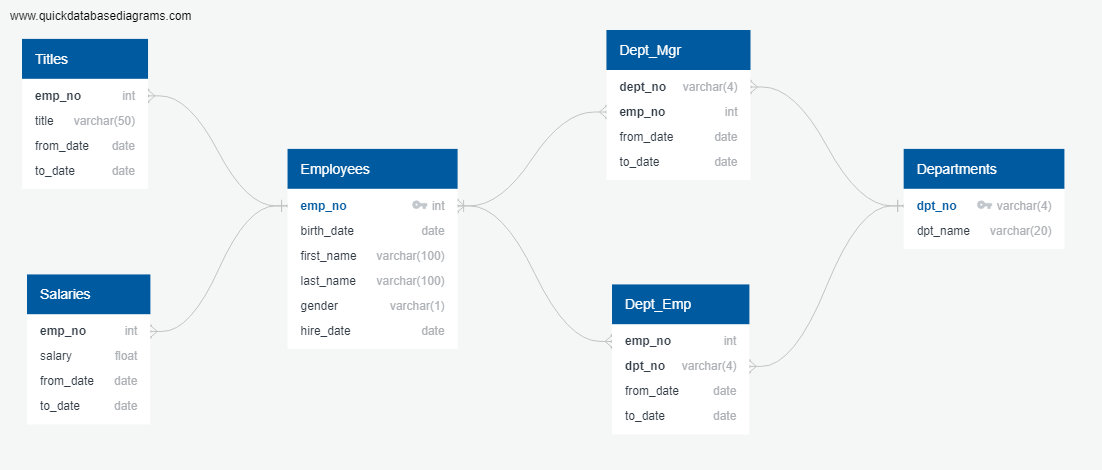 www.quickdatabasediagrams.com
Titles
emp_no int
title varchar(50)
from_date date
to_date date
Salaries
emp_no int
salary float
from_date date
to_date date
Employees
emp_no int
birth_date date
first_name varchar(100)
last_name varchar(100)
gender varchar(1)
hire_date date
Dept_Mgr
dept_no varchar(4)
emp_no int
from_date date
to_date date
Dept_Emp
emp_no int
dpt_no varchar(4)
from_date date
to_date date
Departments
dpt_no varchar(4)
dpt_name varchar(20)